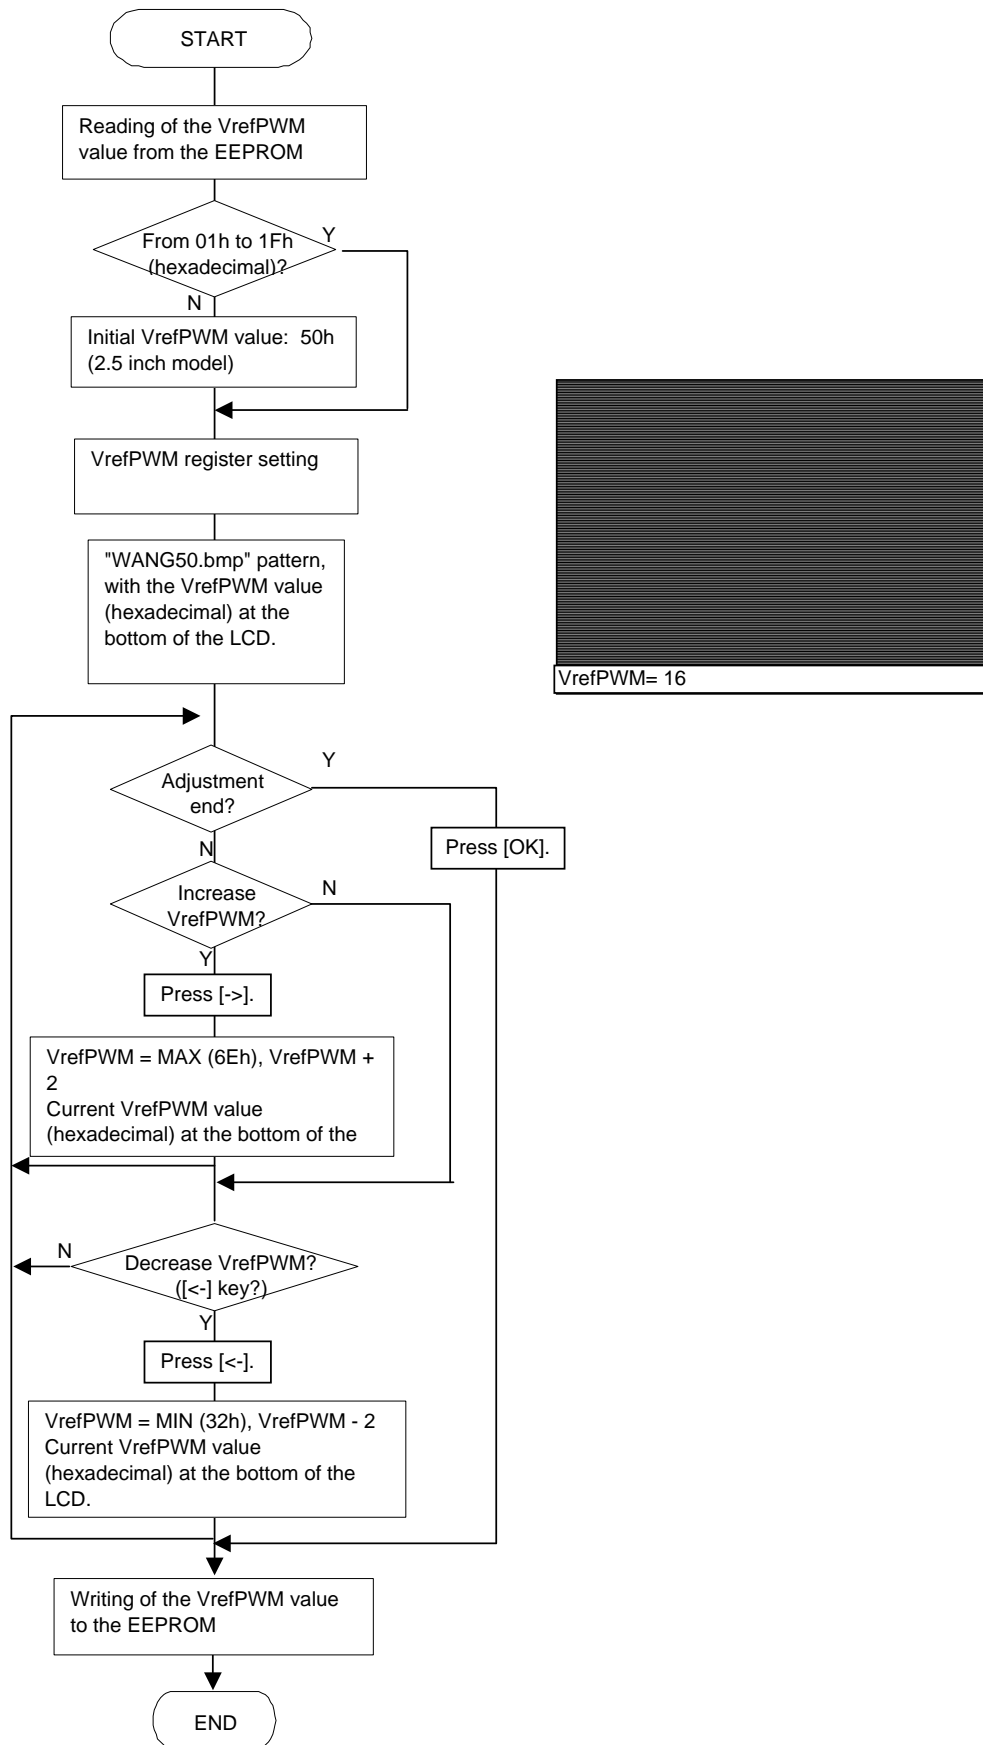 START
Reading of the VrefPWM
value from the EEPROM
From 01h to 1Fh
(hexadecimal)?
Y
N
Initial VrefPWM value:  50h
(2.5 inch model)
VrefPWM register setting
"WANG50.bmp" pattern,
with the VrefPWM value
(hexadecimal) at the
bottom of the LCD.
VrefPWM= 16
Adjustment
end?
Y
Press [OK].
N
Increase
VrefPWM?
N
Y
Press [->].
VrefPWM = MAX (6Eh), VrefPWM +
2
Current VrefPWM value
(hexadecimal) at the bottom of the
Decrease VrefPWM?
([<-] key?)
N
Y
Press [<-].
VrefPWM = MIN (32h), VrefPWM - 2
Current VrefPWM value
(hexadecimal) at the bottom of the
LCD.
Writing of the VrefPWM value
to the EEPROM
END